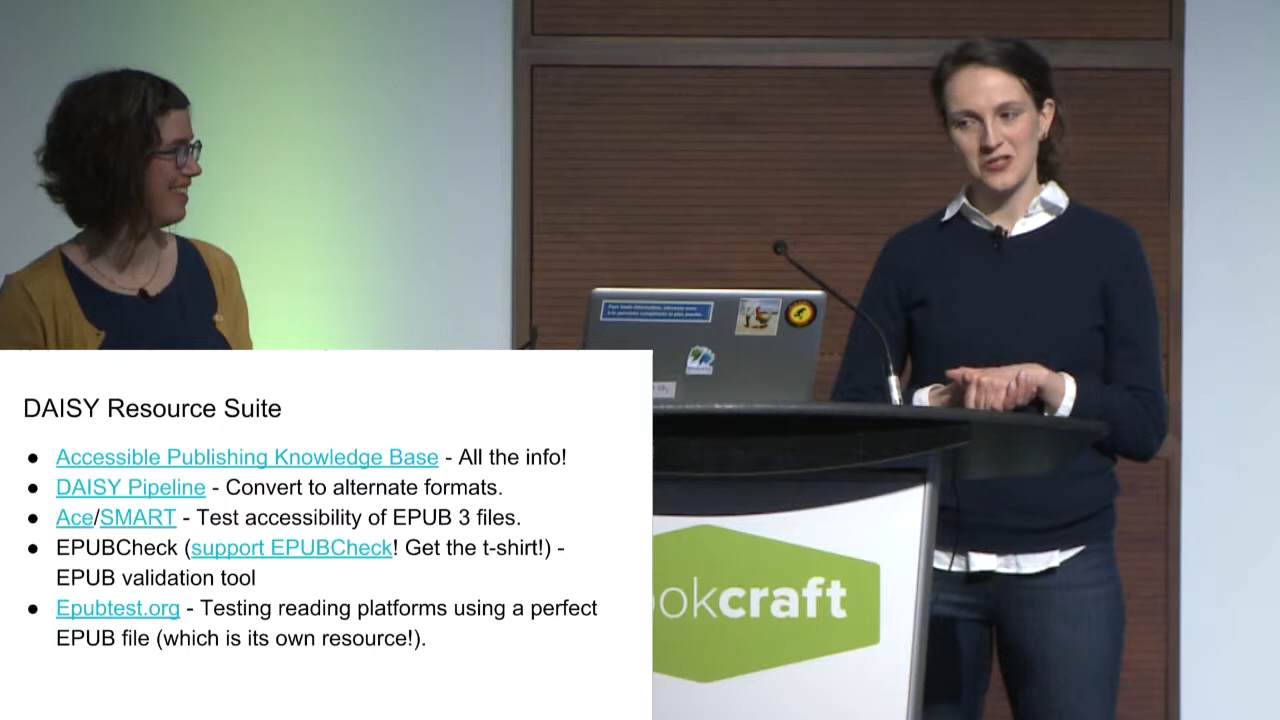 DAISY Resource Suite
● Accessible Publishing Knowledge Base - All the info!
● DAISY Pipeline - Convert to alternate formats.
● Ace/SMART - Test accessibility of EPUB 3 files.
● EPUBCheck (support EPUBCheck! Get the t-shirt!) -
EPUB validation tool
● Epubtest.org - Testing reading platforms using a perfect
EPUB file (which is its own resource!).
ookcraft